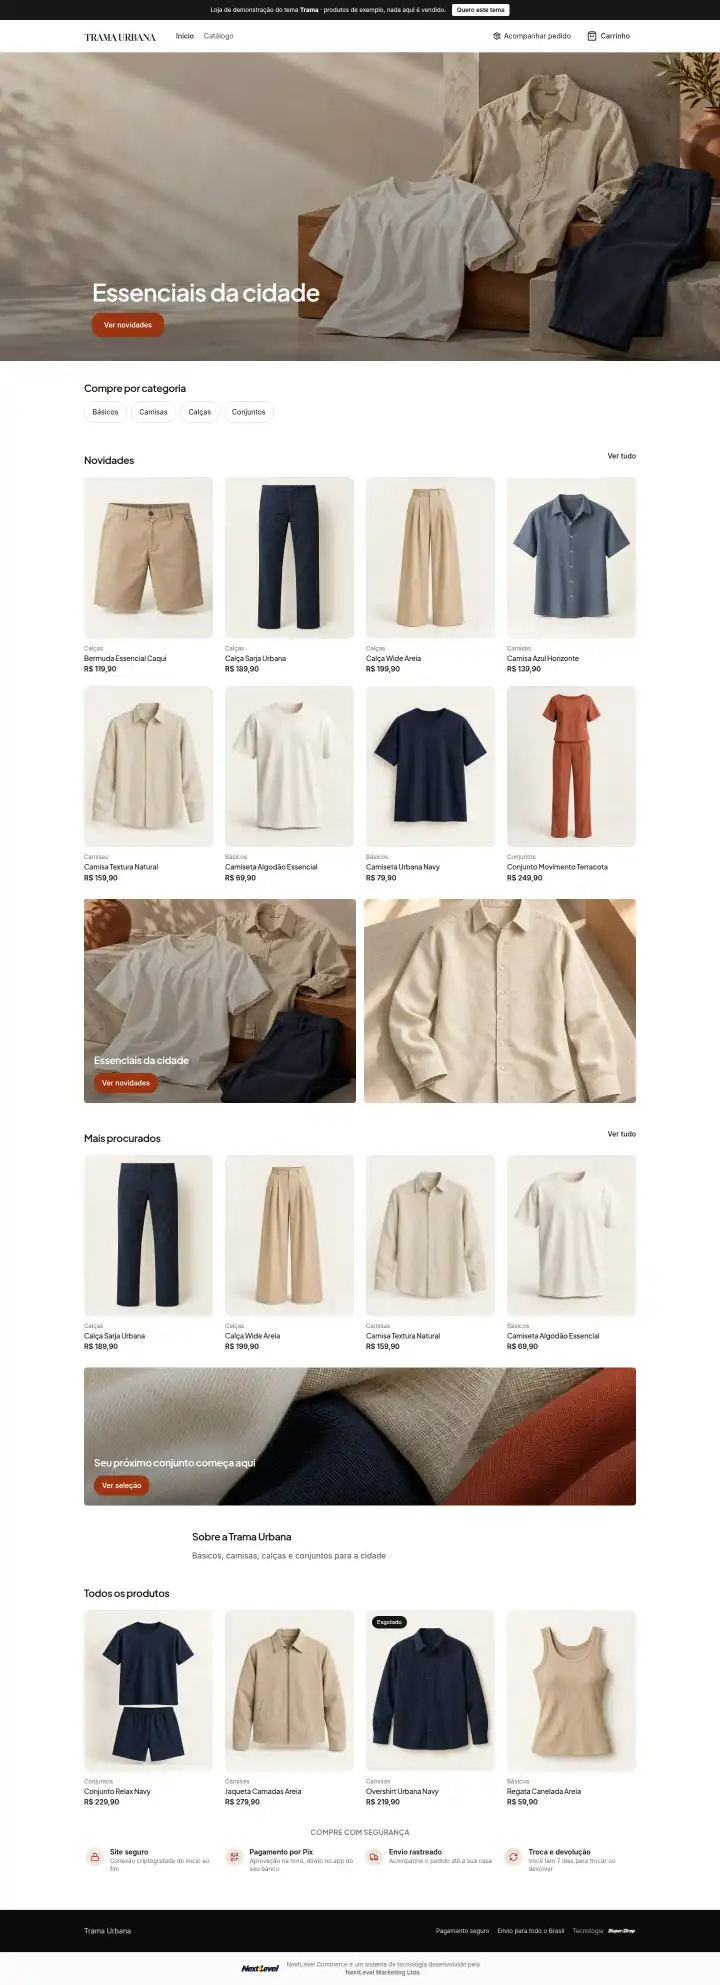 Loja de demonstração do tema Trama - produtos de exemplo, nada aqui é vendido. Quero este tema
TRAMA URBANA Início Catálogo Acompanhar pedido Carrinho
Essenciais da cidade
Ver novidades
Compre por categoria
Básicos Camisas Calças Conjuntos
Novidades Ver tudo
Calças Calças Calças Camisas
Bermuda Essencial Caqui Calça Sarja Urbana Calça Wide Areia Camisa Azul Horizonte
R$ 119,90 R$ 189,90 R$ 199,90 R$ 139,90
Camisas Básicos Básicos Conjuntos
Camisa Textura Natural Camiseta Algodão Essencial Camiseta Urbana Navy Conjunto Movimento Terracota
R$ 159,90 R$ 69,90 R$ 79,90 R$ 249,90
Essenciais da cidade
Ver novidades
Mais procurados Ver tudo
Calças Calças Camisas Básicos
Calça Sarja Urbana Calça Wide Areia Camisa Textura Natural Camiseta Algodão Essencial
R$ 189,90 R$ 199,90 R$ 159,90 R$ 69,90
Seu próximo conjunto começa aqui
Ver seleção
Sobre a Trama Urbana
Básicos, camisas, calças e conjuntos para a cidade
Todos os produtos
Esgotado
Conjuntos Camisas Camisas Básicos
Conjunto Relax Navy Jaqueta Camadas Areia Overshirt Urbana Navy Regata Canelada Areia
R$ 229,90 R$ 279,90 R$ 219,90 R$ 59,90
COMPRE COM SEGURANÇA
Site seguro Pagamento por Pix Envio rastreado Troca e devolução
Conexão criptografada do início ao Aprovação na hora, direto no app do Acompanhe o pedido até a sua casa Você tem 7 dias para trocar ou
fim seu banco devolver
Trama Urbana Pagamento seguro Envio para todo o Brasil Tecnologia Super Drop
NextLevel NextLevel Commerce é um sistema de tecnologia desenvolvido pela
NextLevel Marketing Ltda.